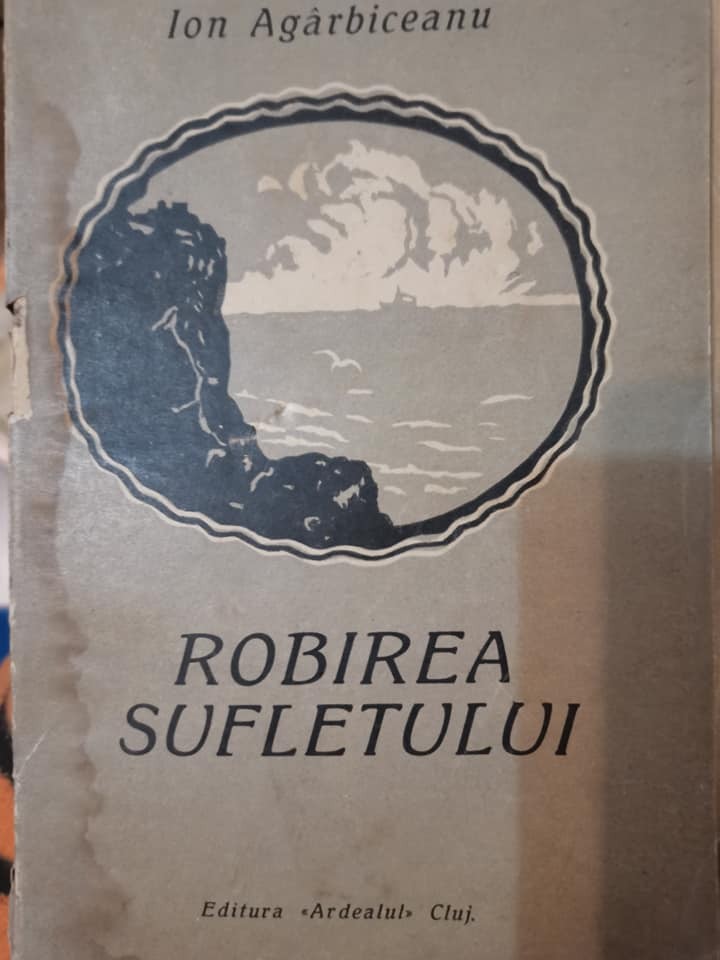 Ion Agârbiceanu
ROBIREA
SUFLETULUI
Editura «Ardealul» Cluj.